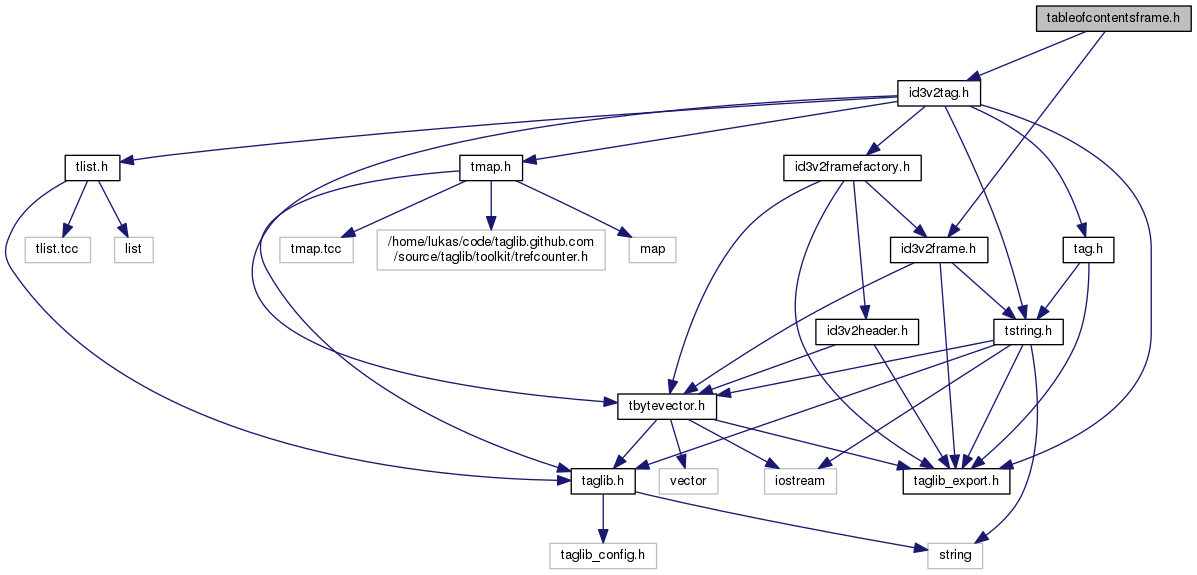 tableofcontentsframe.h
id3v2tag.h
tlist.h
tmap.h
id3v2framefactory.h
tlist.tcc
list
tmap.tcc
/home/lukas/code/taglib.github.com
/source/taglib/toolkit/trefcounter.h
map
id3v2frame.h
tag.h
id3v2header.h
tstring.h
tbytevector.h
taglib.h
vector
iostream
taglib_export.h
taglib_config.h
string